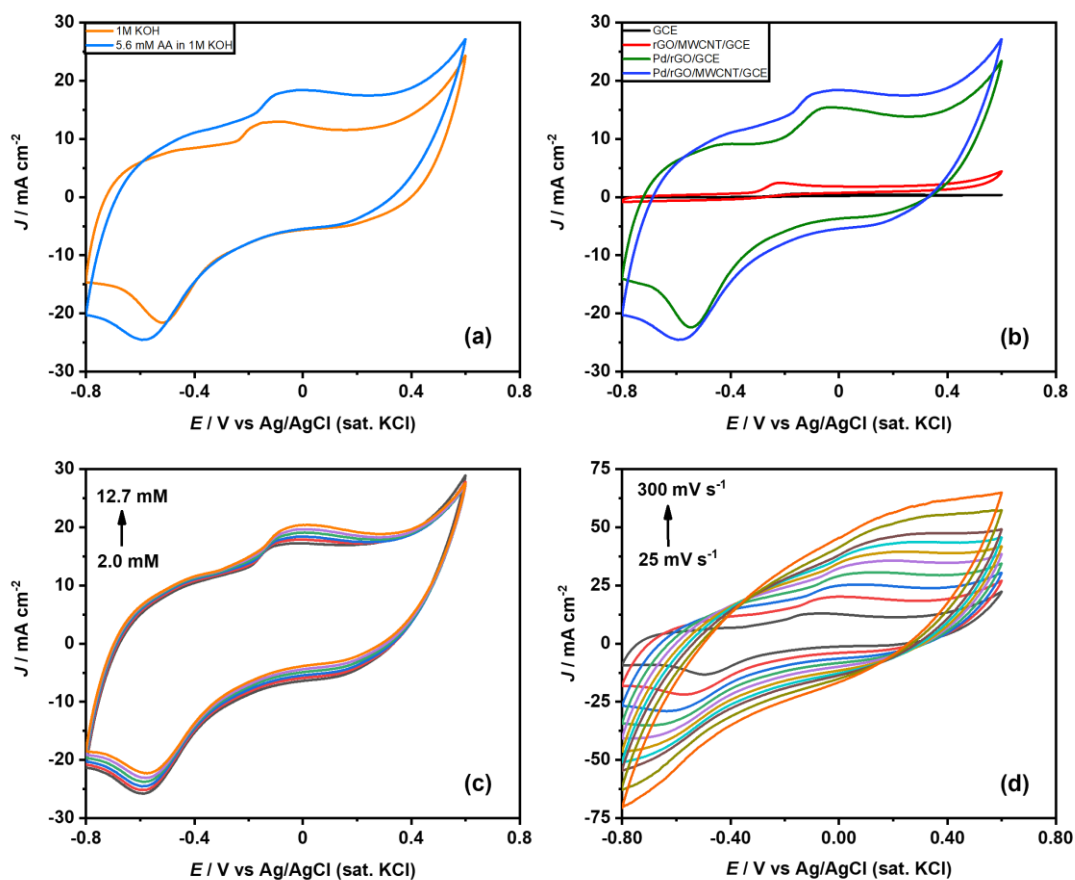 1M KOH
5.6 mM AA in 1M KOH
30
20
10
0
-10
-20
-30
J / mA cm⁻²
-0.8
-0.4
0
0.4
0.8
E / V vs Ag/AgCl (sat. KCl)
(a)
GCE
rGO/MWCNT/GCE
Pd/rGO/GCE
Pd/rGO/MWCNT/GCE
30
20
10
0
-10
-20
-30
J / mA cm⁻²
-0.8
-0.4
0
0.4
0.8
E / V vs Ag/AgCl (sat. KCl)
(b)
12.7 mM
2.0 mM
30
20
10
0
-10
-20
-30
J / mA cm⁻²
-0.8
-0.4
0
0.4
0.8
E / V vs Ag/AgCl (sat. KCl)
(c)
300 mV s⁻¹
25 mV s⁻¹
75
50
25
0
-25
-50
-75
J / mA cm⁻²
-0.80
-0.40
0.00
0.40
0.80
E / V vs Ag/AgCl (sat. KCl)
(d)